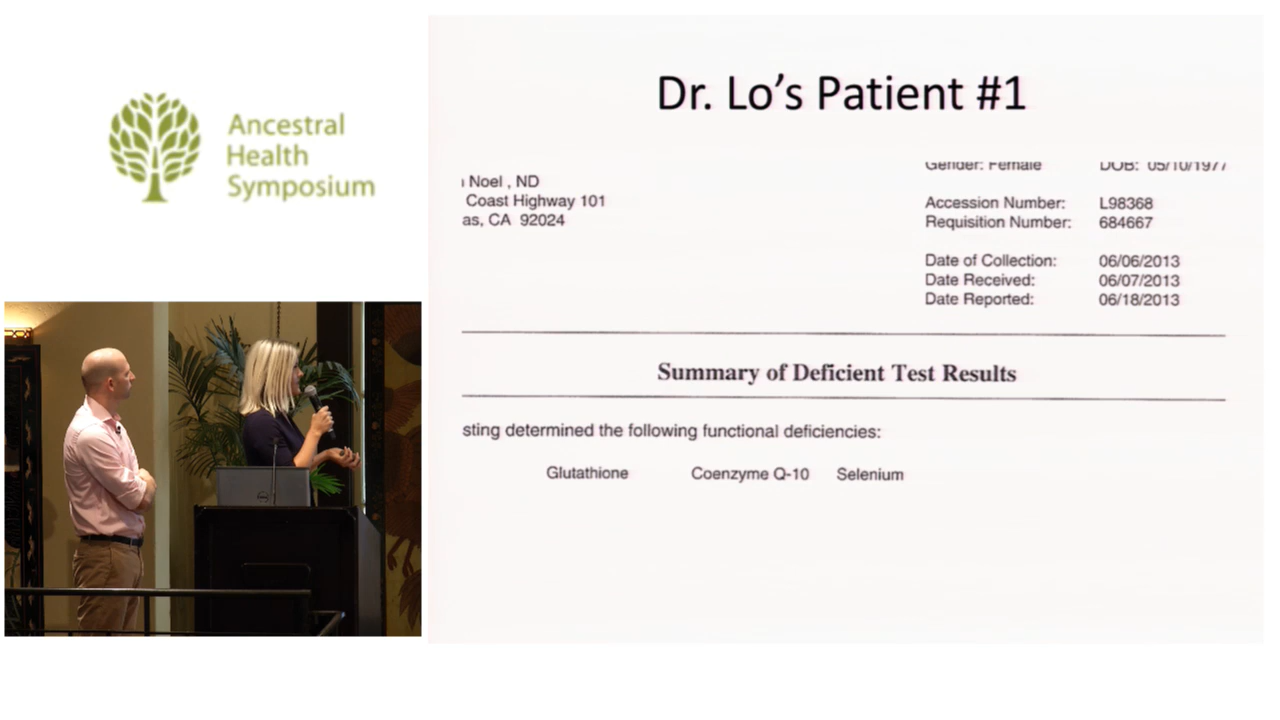 Ancestral
Health
Symposium
Dr. Lo's Patient #1
Noel , ND
Coast Highway 101
as, CA 92024
Gender: Female DOB: 05/10/1977
Accession Number: L98368
Requisition Number: 684667
Date of Collection: 06/06/2013
Date Received: 06/07/2013
Date Reported: 06/18/2013
Summary of Deficient Test Results
sting determined the following functional deficiencies:
Glutathione Coenzyme Q-10 Selenium